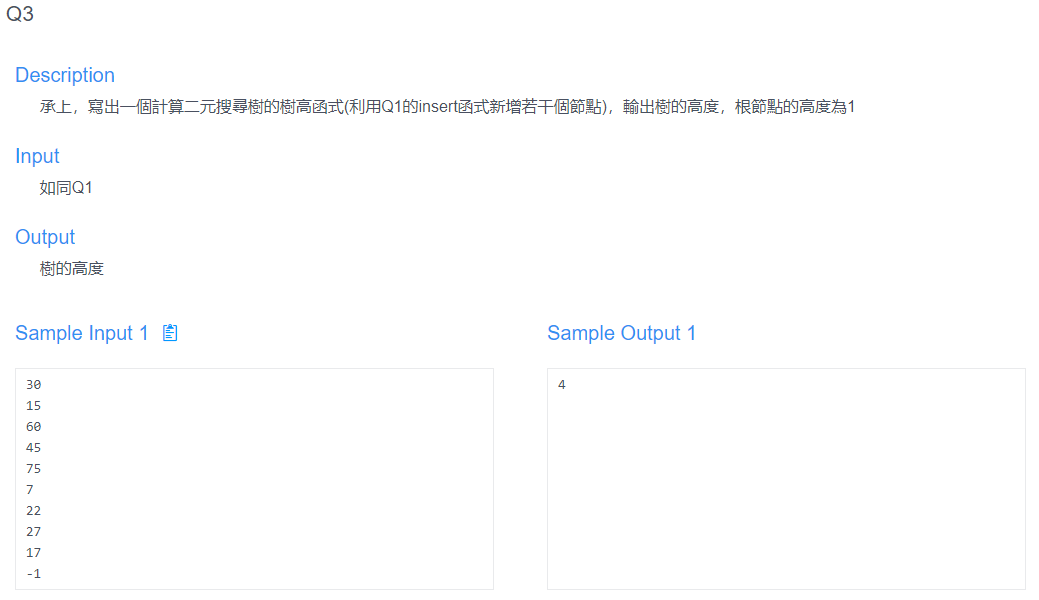 Q3
Description
承上，寫出一個計算二元搜尋樹的樹高函式(利用Q1的insert函式新增若干個節點)，輸出樹的高度，根節點的高度為1
Input
如同Q1
Output
樹的高度
Sample Input 1
Sample Output 1
30
15
60
45
75
7
22
27
17
-1
4